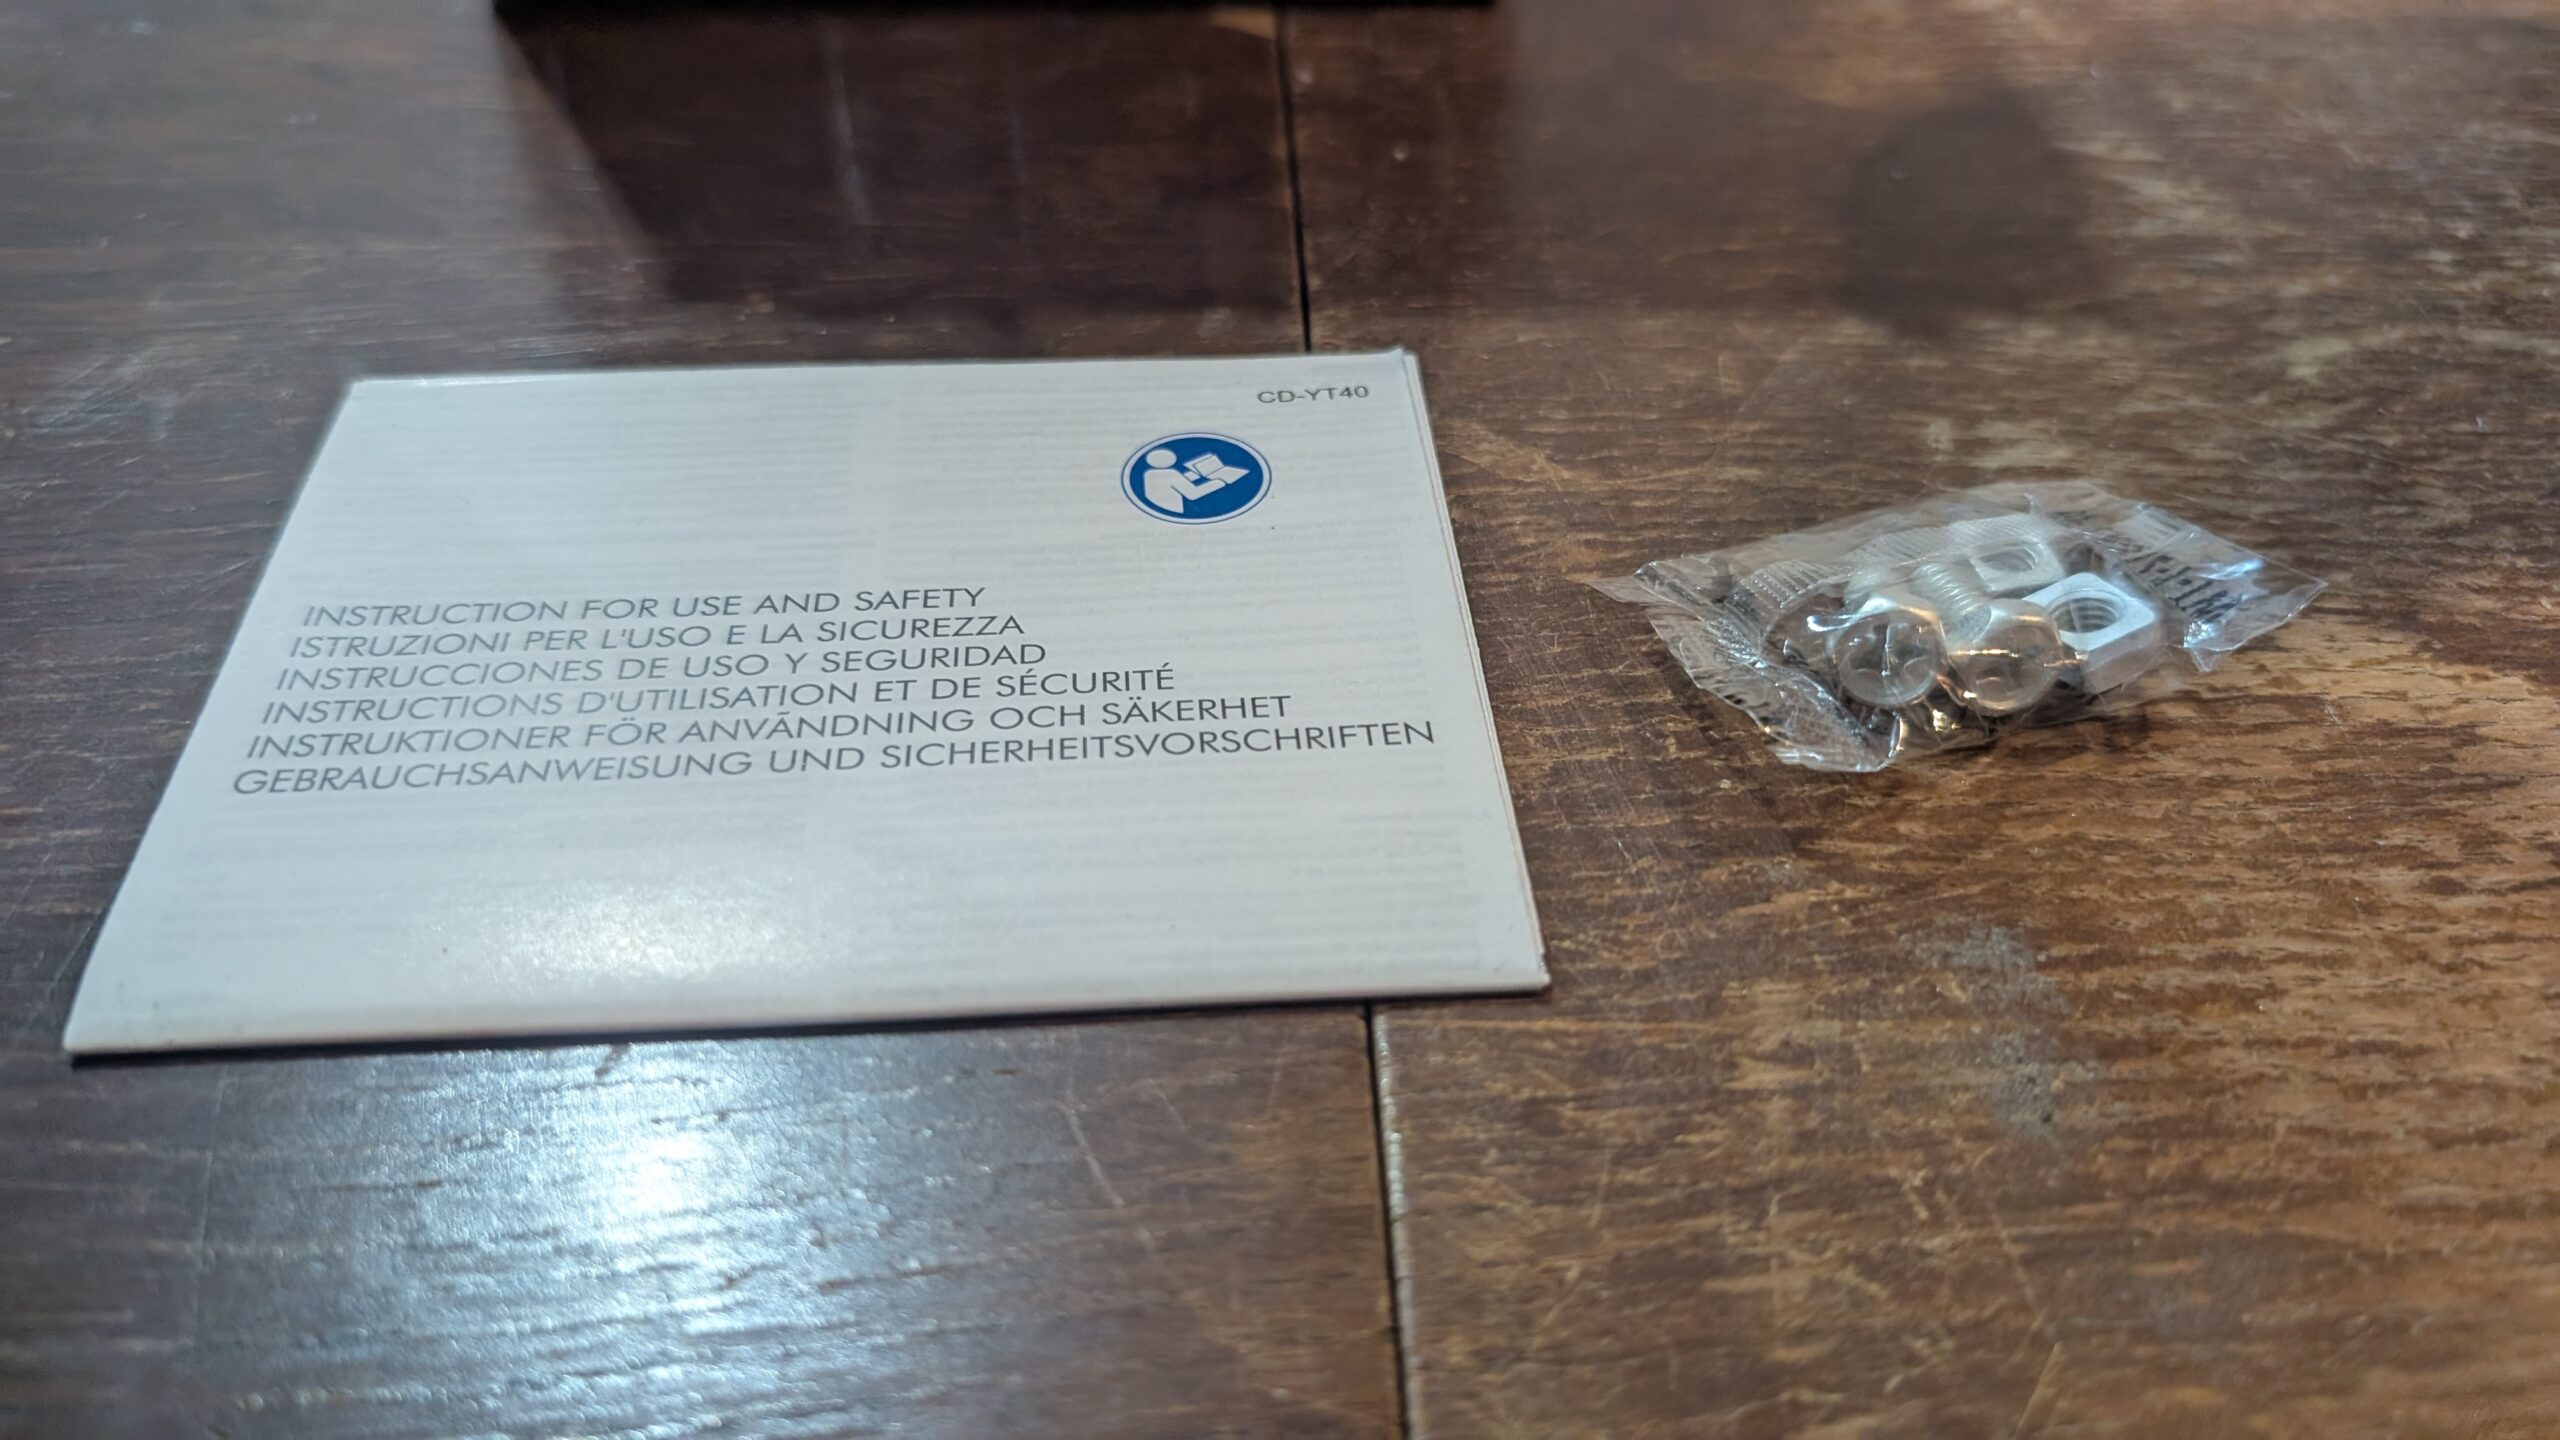 CD-YT40
INSTRUCTION FOR USE AND SAFETY
ISTRUZIONI PER L'USO E LA SICUREZZA
INSTRUCCIONES DE USO Y SEGURIDAD
INSTRUCTIONS D'UTILISATION ET DE SÉCURITÉ
INSTRUKTIONER FÖR ANVÃNDNING OCH SÄKERHET
GEBRAUCHSANWEISUNG UND SICHERHEITSVORSCHRIFTEN